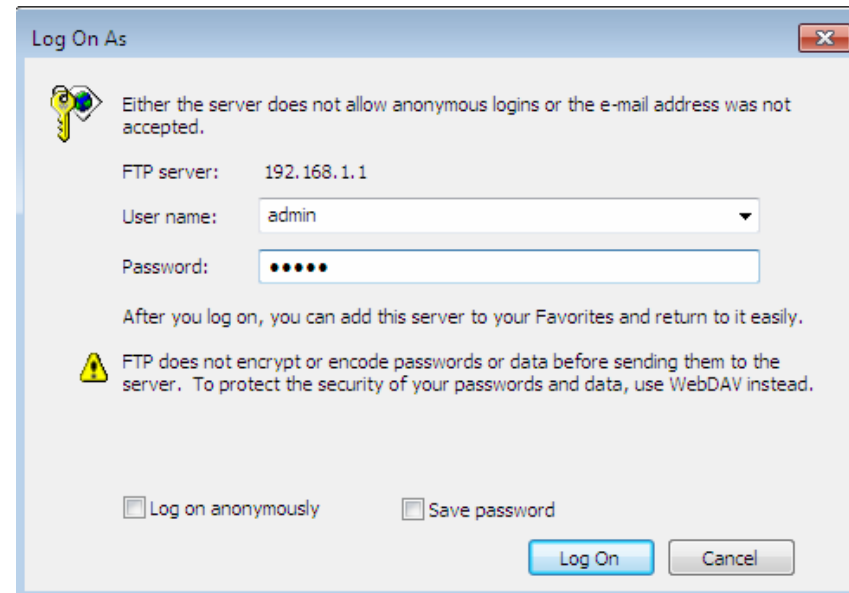 Log On As
Either the server does not allow anonymous logins or the e-mail address was not
accepted.
FTP server: 192.168.1.1
User name: admin
Password: •••••
After you log on, you can add this server to your Favorites and return to it easily.
FTP does not encrypt or encode passwords or data before sending them to the
server. To protect the security of your passwords and data, use WebDAV instead.
Log on anonymously Save password
Log On Cancel